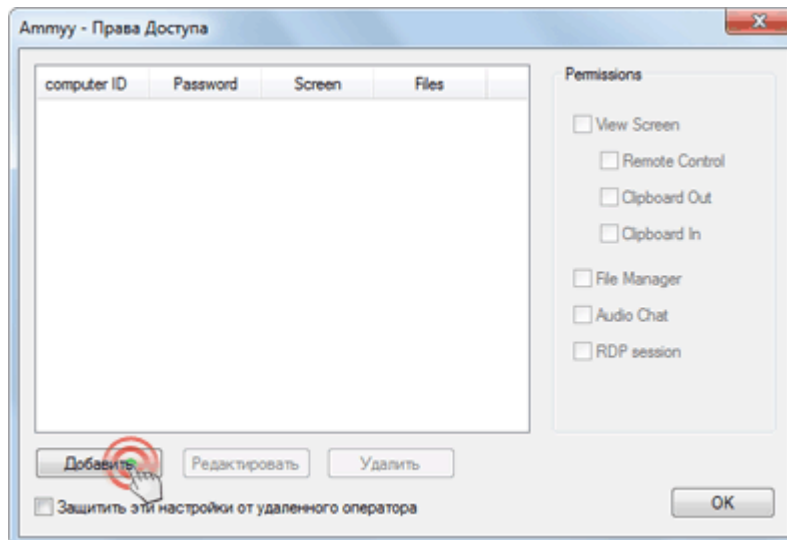 Ammyy - Права Доступа
computer ID Password Screen Files
Permissions
View Screen
Remote Control
Clipboard Out
Clipboard In
File Manager
Audio Chat
RDP session
Добавить Редактировать Удалить
Защитить эти настройки от удаленного оператора
OK